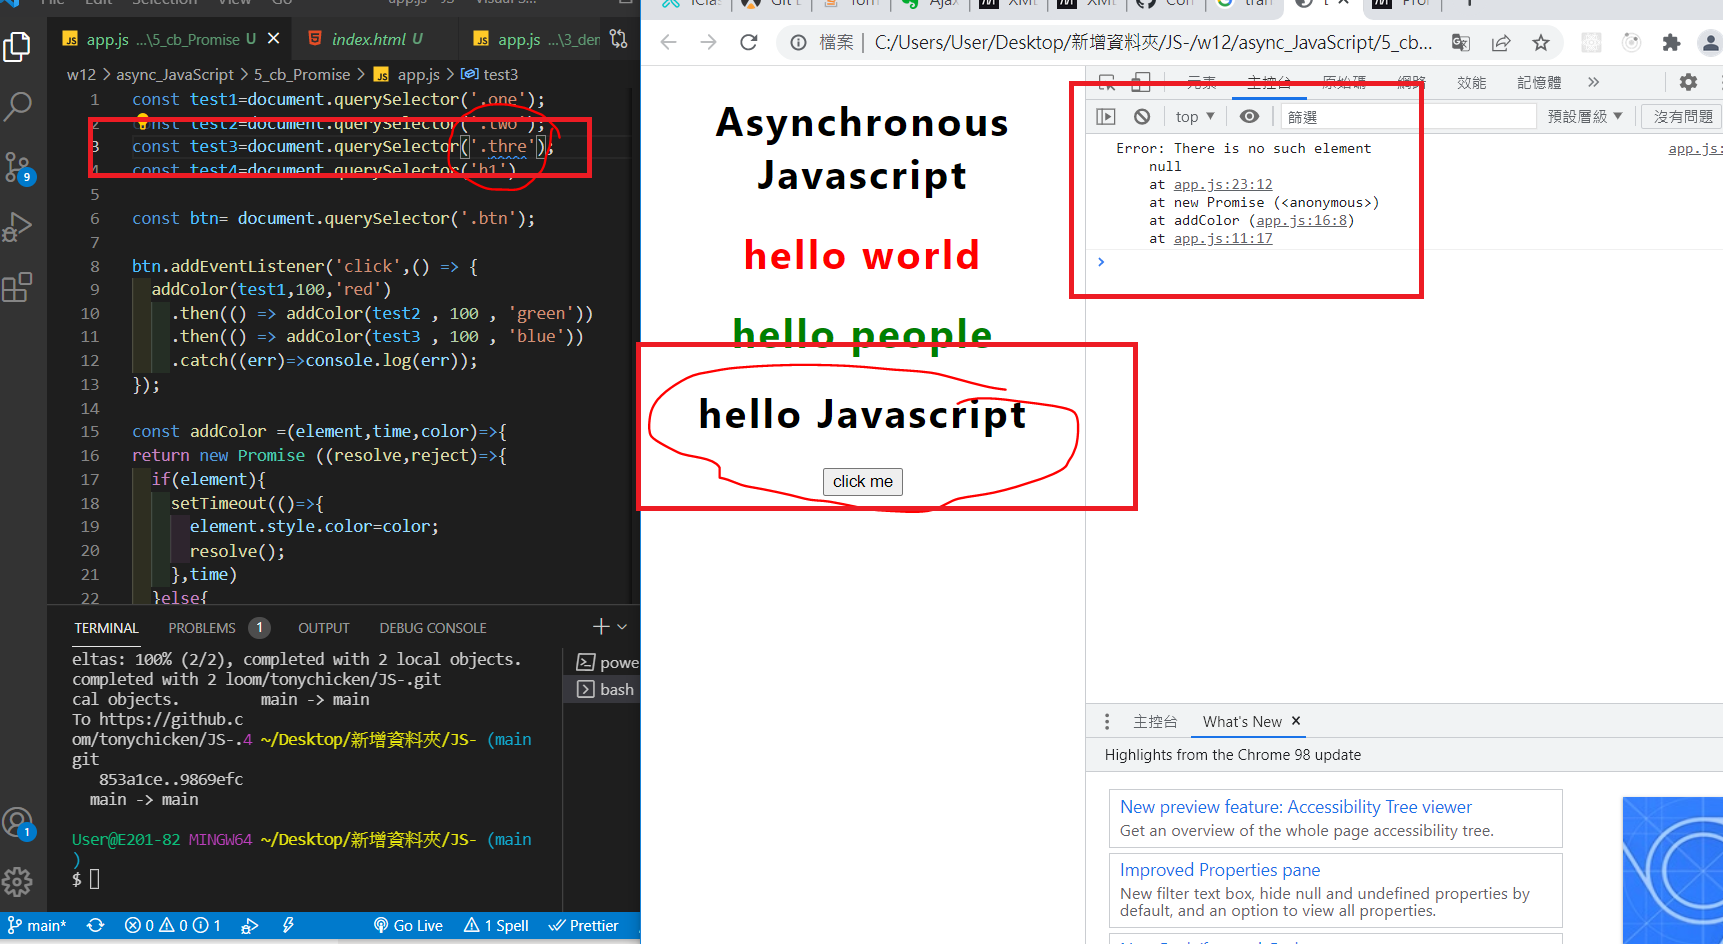 File Edit Selection View Go app.js - JS - Visual S...
app.js ...\5_cb_Promise U
index.html U
app.js ...\3_den
w12 > async_JavaScript > 5_cb_Promise > JS app.js > test3
1 const test1=document.querySelector('.one');
2 const test2=document.querySelector('.two');
3 const test3=document.querySelector('.thre');
4 const test4=document.querySelector('h1')
5
6 const btn= document.querySelector('.btn');
7
8 btn.addEventListener('click',() => {
9 addColor(test1,100,'red')
10 .then(() => addColor(test2 , 100 , 'green'))
11 .then(() => addColor(test3 , 100 , 'blue'))
12 .catch((err)=>console.log(err));
13 });
14
15 const addColor =(element,time,color)=>{
16 return new Promise ((resolve,reject)=>{
17 if(element){
18 setTimeout(()=>{
19 element.style.color=color;
20 resolve();
21 },time)
22 }else{
TERMINAL PROBLEMS 1 OUTPUT DEBUG CONSOLE
eltas: 100% (2/2), completed with 2 local objects.
completed with 2 loom/tonychicken/JS-.git
cal objects. main -> main
To https://github.c
om/tonychicken/JS-.4 ~/Desktop/新增資料夾/JS- (main
git
853a1ce..9869efc
main -> main
User@E201-82 MINGW64 ~/Desktop/新增資料夾/JS- (main
)
$
powe
bash
9
1
main* 0 0 1 Go Live 1 Spell Prettier
檔案 | C:/Users/User/Desktop/新增資料夾/JS-/w12/async_JavaScript/5_cb...
Asynchronous
Javascript
hello world
hello people
hello Javascript
click me
元素 主控台 原始碼 網路 效能 記憶體 »
top 篩選 預設層級 沒有問題
Error: There is no such element app.js:
null
at app.js:23:12
at new Promise (<anonymous>)
at addColor (app.js:16:8)
at app.js:11:17
主控台 What's New ×
Highlights from the Chrome 98 update
New preview feature: Accessibility Tree viewer
Get an overview of the whole page accessibility tree.
Improved Properties pane
New filter text box, hide null and undefined properties by
default, and an option to view all properties.